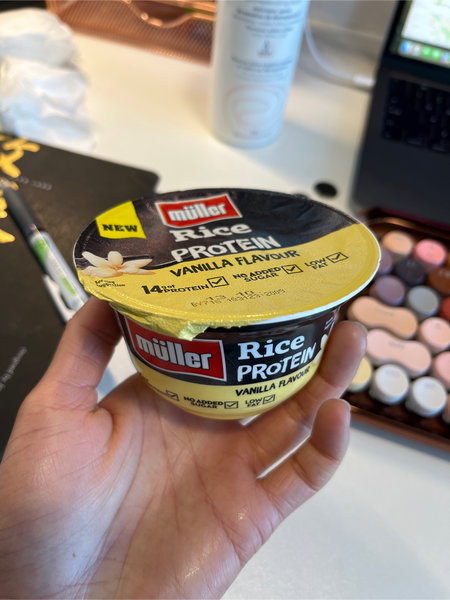 NEW
müller
Rice
PROTEIN
VANILLA FLAVOUR
14g of PROTEIN
NO ADDED SUGAR
LOW FAT
müller
Rice
PROTEIN
VANILLA FLAVOUR
NO ADDED SUGAR
LOW FAT